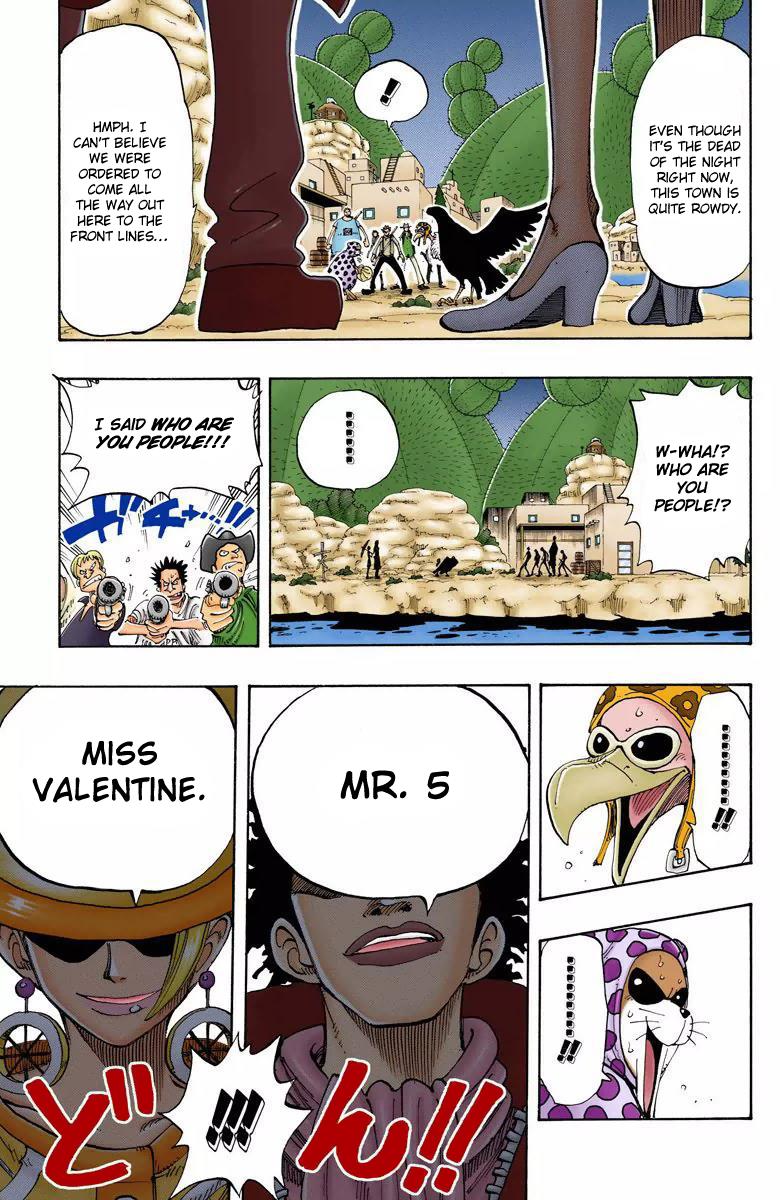 EVEN THOUGH
IT'S THE DEAD
OF THE NIGHT
RIGHT NOW,
THIS TOWN IS
QUITE ROWDY.
!
HMPH. I
CAN'T BELIEVE
WE WERE
ORDERED TO
COME ALL
THE WAY OUT
HERE TO THE
FRONT LINES...
W-WHA!?
WHO ARE
YOU
PEOPLE!?
I SAID WHO ARE
YOU PEOPLE!!!
ガチャ…!!
!!
!!
MR. 5
MISS
VALENTINE.
!!!
どん!!